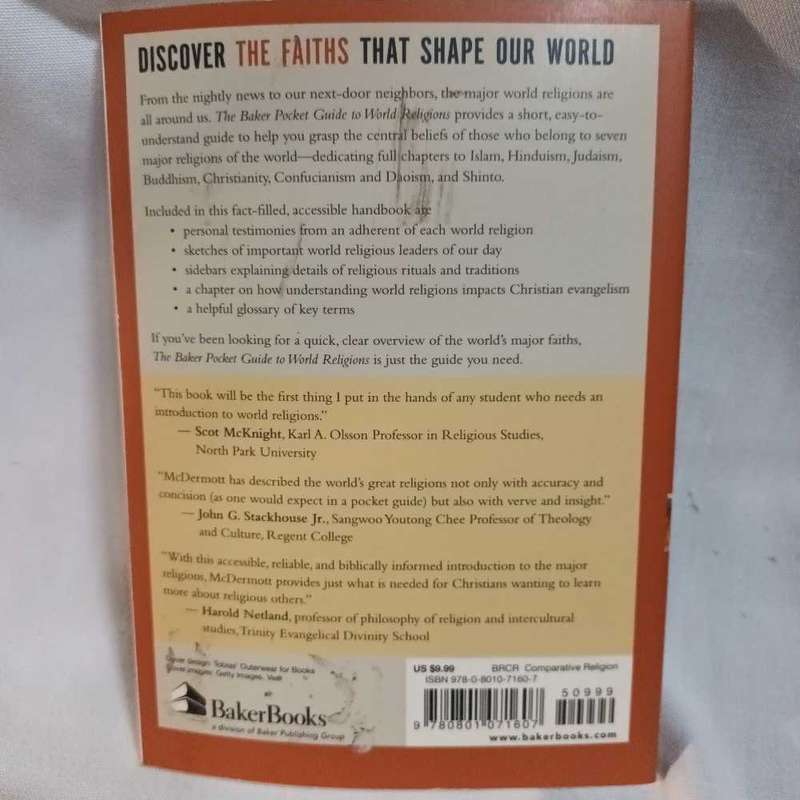 DISCOVER THE FAITHS THAT SHAPE OUR WORLD
From the nightly news to our next-door neighbors, the major world religions are
all around us. The Baker Pocket Guide to World Religions provides a short, easy-to-
understand guide to help you grasp the central beliefs of those who belong to seven
major religions of the world—dedicating full chapters to Islam, Hinduism, Judaism,
Buddhism, Christianity, Confucianism and Daoism, and Shinto.
Included in this fact-filled, accessible handbook are
• personal testimonies from an adherent of each world religion
• sketches of important world religious leaders of our day
• sidebars explaining details of religious rituals and traditions
• a chapter on how understanding world religions impacts Christian evangelism
• a helpful glossary of key terms
If you've been looking for a quick, clear overview of the world's major faiths,
The Baker Pocket Guide to World Religions is just the guide you need.
"This book will be the first thing I put in the hands of any student who needs an
introduction to world religions."
— Scot McKnight, Karl A. Olsson Professor in Religious Studies,
North Park University
"McDermott has described the world's great religions not only with accuracy and
concision (as one would expect in a pocket guide) but also with verve and insight."
— John G. Stackhouse Jr., Sangwoo Youtong Chee Professor of Theology
and Culture, Regent College
"With this accessible, reliable, and biblically informed introduction to the major
religions, McDermott provides just what is needed for Christians wanting to learn
more about religious others."
— Harold Netland, professor of philosophy of religion and intercultural
studies, Trinity Evangelical Divinity School
Cover design: Tobias' Outerwear for Books
Cover images: Getty Images,
BakerBooks
a division of Baker Publishing Group
US $9.99 BRCR Comparative Religion
ISBN 978-0-8010-7160-7
50999
9 780801 071607
www.bakerbooks.com